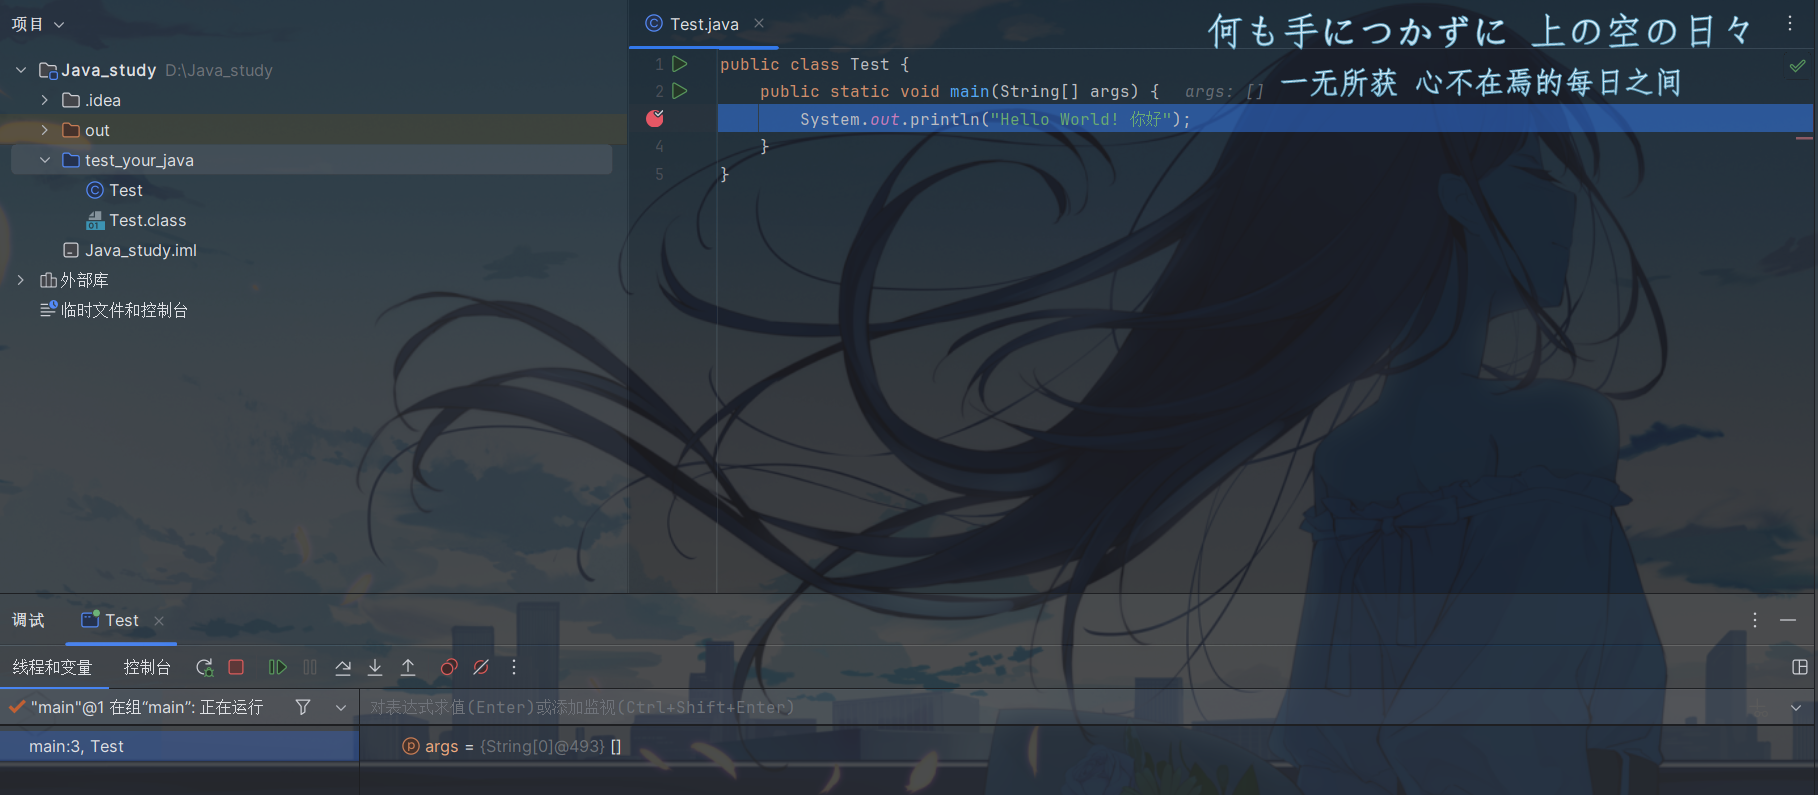 项目
Java_study D:\Java_study
.idea
out
test_your_java
Test
Test.class
Java_study.iml
外部库
临时文件和控制台
Test.java
1 public class Test {
2 public static void main(String[] args) { args: []
System.out.println("Hello World! 你好");
4 }
5 }
何も手につかずに 上の空の日々
一无所获 心不在焉的每日之间
调试 Test
线程和变量 控制台
"main"@1 在组"main": 正在运行
对表达式求值(Enter)或添加监视(Ctrl+Shift+Enter)
main:3, Test
args = {String[0]@493} []